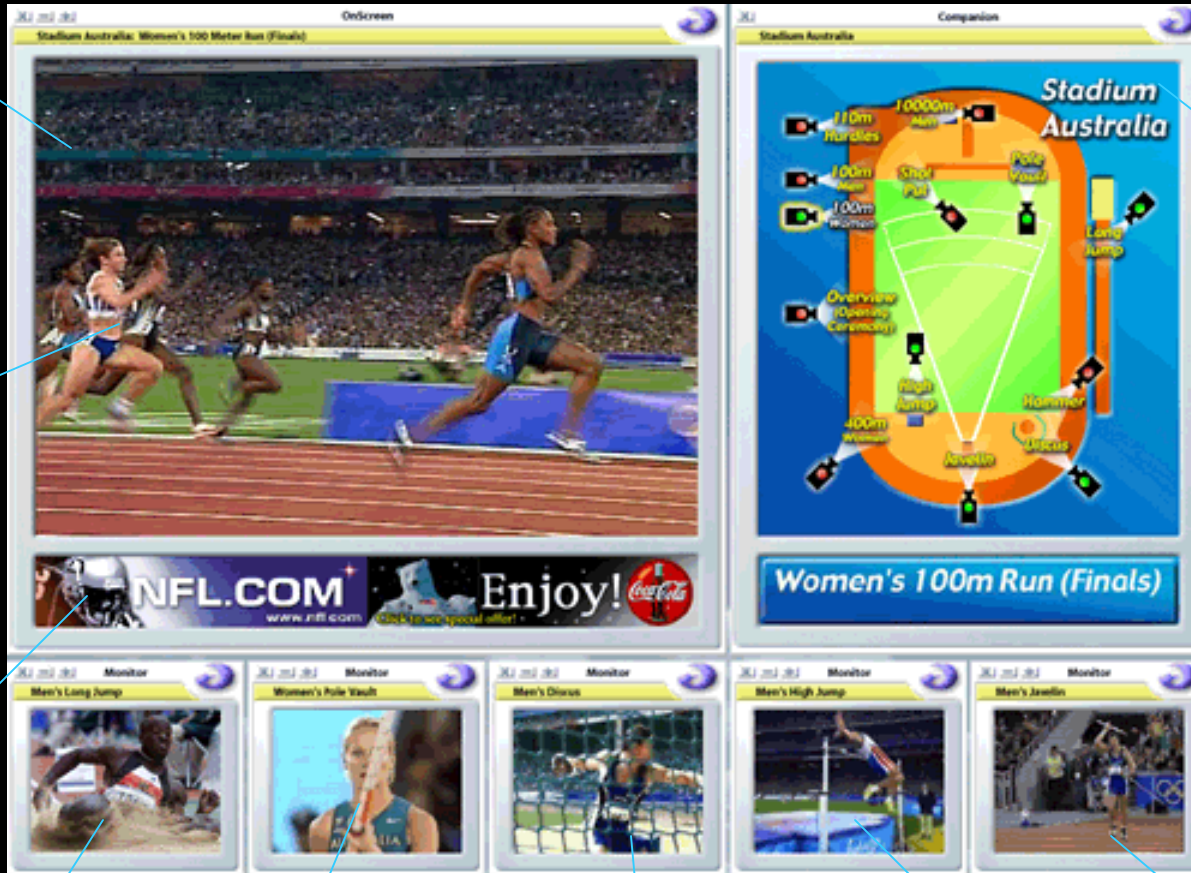 OnScreen
Stadium Australia: Women's 100 Meter Run (Finals)
NFL.COM
www.nfl.com
Enjoy!
Click to see special offer!
Coca-Cola
Companion
Stadium Australia
Stadium
Australia
110m
Hurdles
10000m
Men
100m
Men
Shot
Put
Pole
Vault
100m
Women
Long
Jump
Overview
(Opening
Ceremony)
High
Jump
Hammer
400m
Women
Javelin
Discus
Women's 100m Run (Finals)
Monitor
Men's Long Jump
Monitor
Women's Pole Vault
AUSTRALIA
Monitor
Men's Discus
Monitor
Men's High Jump
Monitor
Men's Javelin